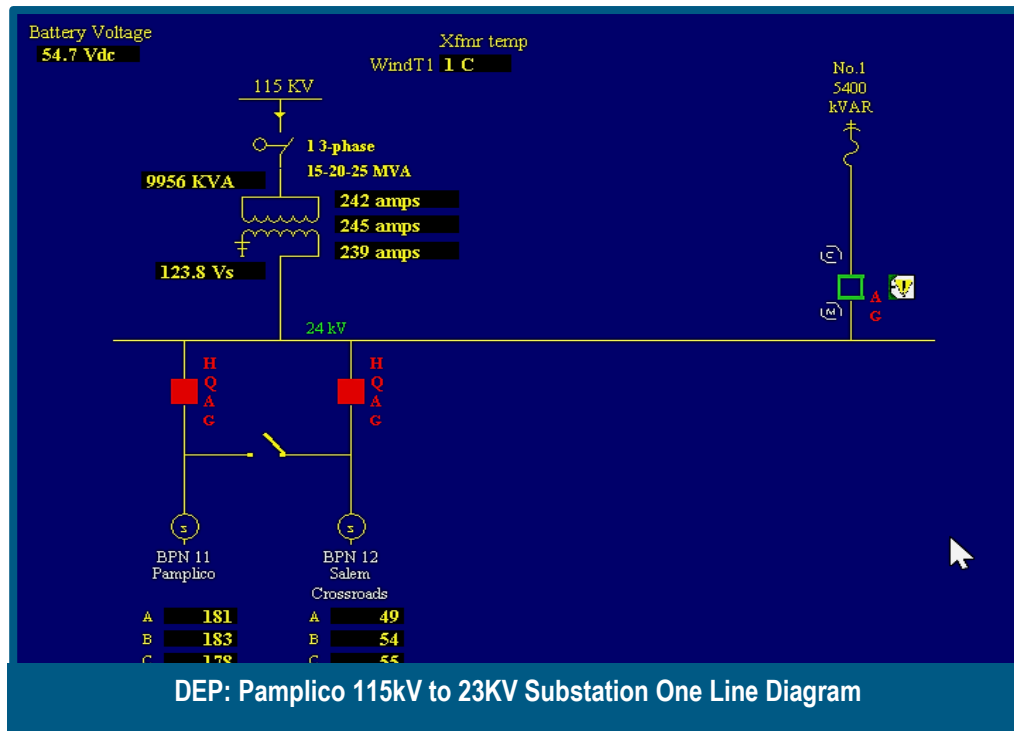 Battery Voltage
54.7 Vdc
Xfmr temp
WindT1 1 C
No.1
5400
kVAR
115 KV
1 3-phase
15-20-25 MVA
9956 KVA
242 amps
245 amps
239 amps
123.8 Vs
C
M
A
G
24 kV
H
Q
A
G
H
Q
A
G
s
s
BPN 11
Pamplico
BPN 12
Salem
Crossroads
A 181
B 183
C 178
A 49
B 54
C 55
DEP: Pamplico 115kV to 23KV Substation One Line Diagram